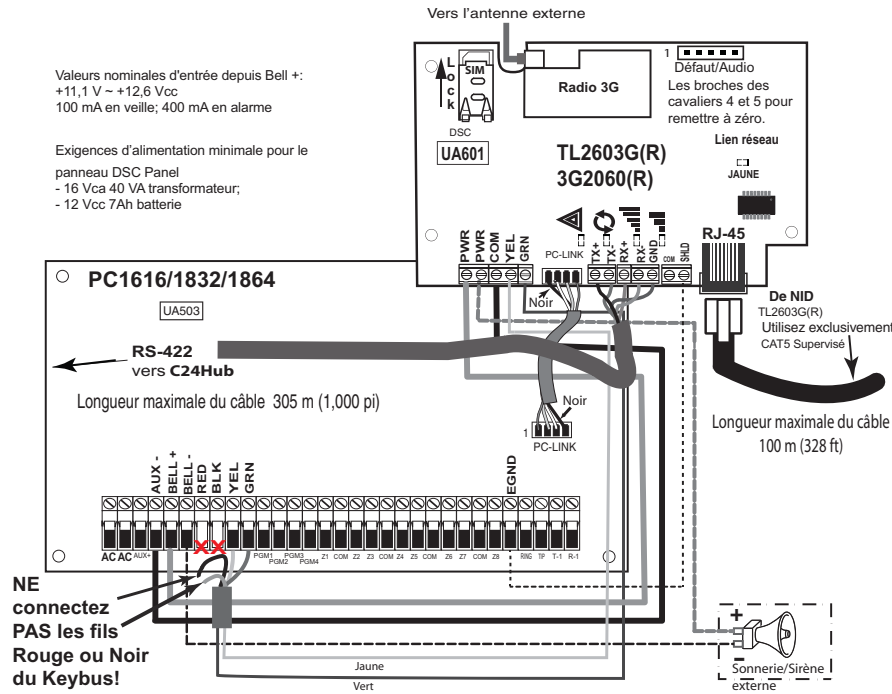 Vers l'antenne externe
Valeurs nominales d'entrée depuis Bell +:
+11,1 V ~ +12,6 Vcc
100 mA en veille; 400 mA en alarme
Exigences d'alimentation minimale pour le
panneau DSC Panel
- 16 Vca 40 VA transformateur;
- 12 Vcc 7Ah batterie
Lock
SIM
DSC
UA601
Radio 3G
1
Défaut/Audio
Les broches des
cavaliers 4 et 5 pour
remettre à zéro.
Lien réseau
JAUNE
TL2603G(R)
3G2060(R)
RJ-45
PWR PWR COM YEL GRN
PC-LINK
TX+ TX- RX+ RX- GND
COM SHLD
Noir
De NID
TL2603G(R)
Utilisez exclusivement
CAT5 Supervisé
Longueur maximale du câble
100 m (328 ft)
PC1616/1832/1864
UA503
RS-422
vers C24Hub
Longueur maximale du câble 305 m (1,000 pi)
Noir
1
PC-LINK
AUX - BELL + BELL - RED BLK YEL GRN EGND
AC AC AUX+ PGM1 PGM2 PGM3 PGM4 Z1 COM Z2 Z3 COM Z4 Z5 COM Z6 Z7 COM Z8 RING TIP T-1 R-1
NE
connectez
PAS les fils
Rouge ou Noir
du Keybus!
Jaune
Vert
+
–
Sonnerie/Sirène
externe